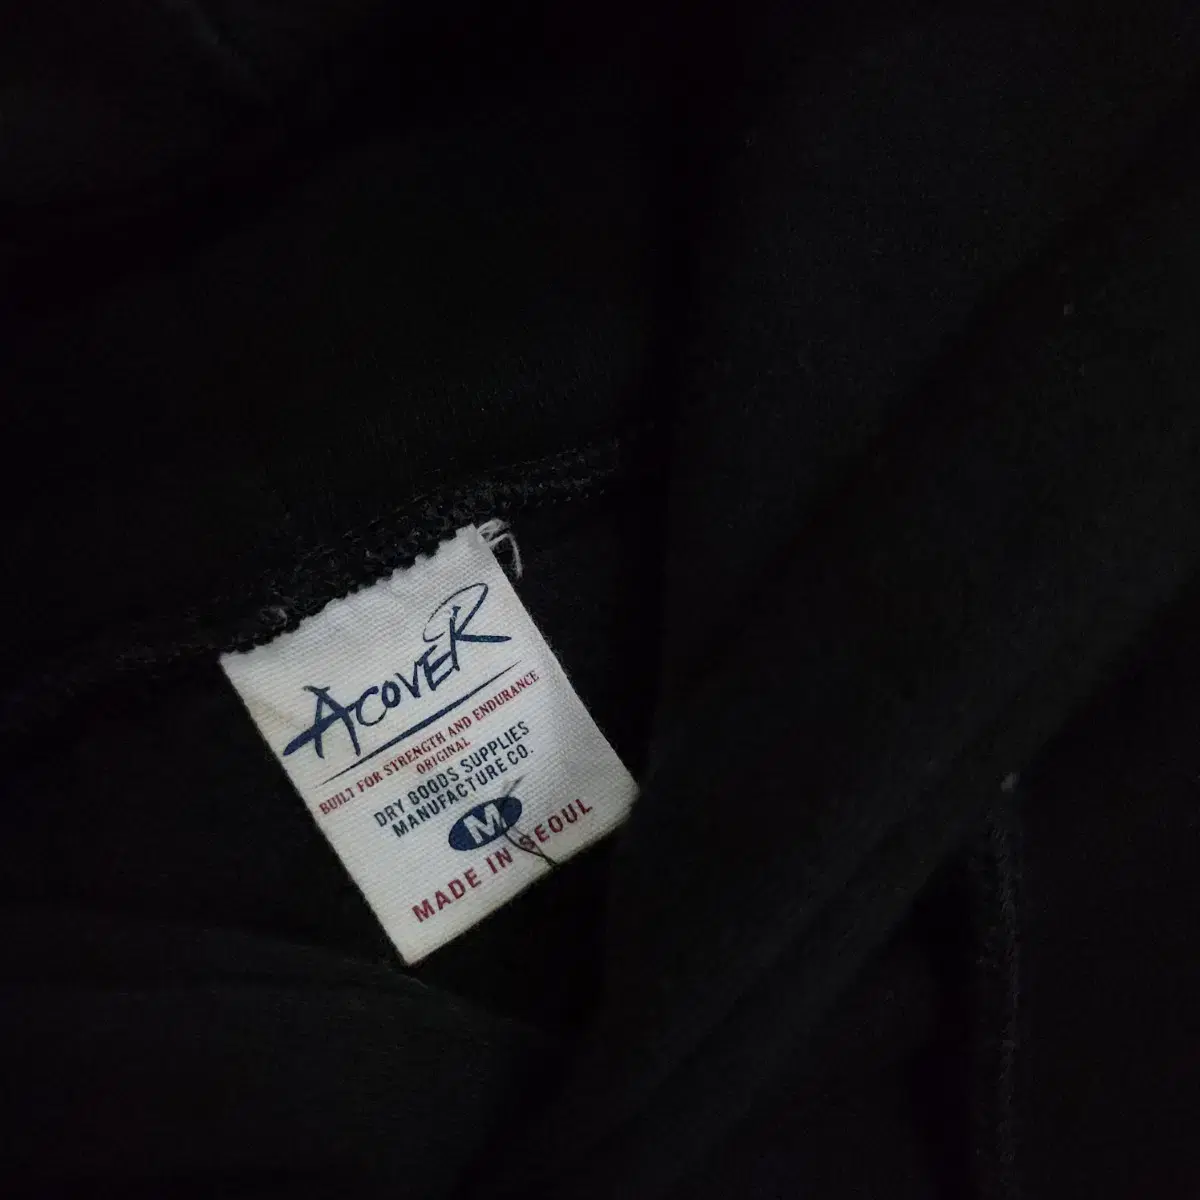 ACOVER
BUILT FOR STRENGTH AND ENDURANCE
ORIGINAL
DRY GOODS SUPPLIES
MANUFACTURE CO.
M
MADE IN SEOUL